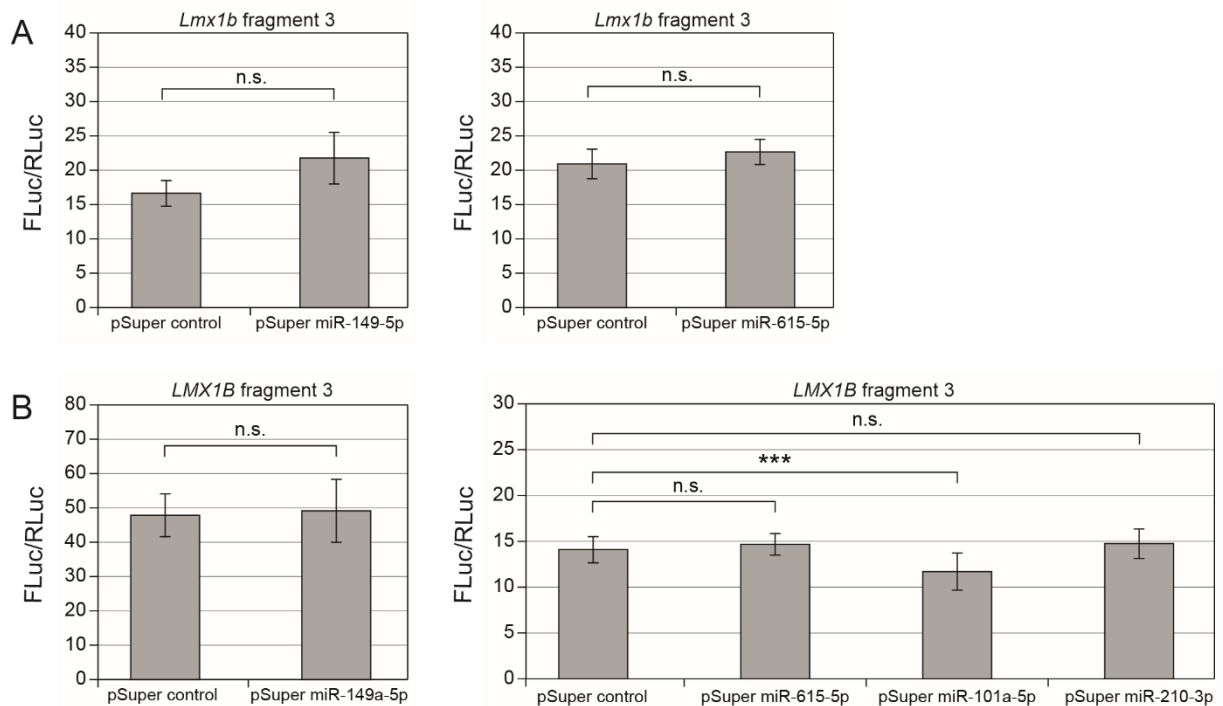 A
Lmx1b fragment 3
40
35
30
25
20
15
10
5
0
FLuc/RLuc
n.s.
pSuper control
pSuper miR-149-5p
Lmx1b fragment 3
40
35
30
25
20
15
10
5
0
FLuc/RLuc
n.s.
pSuper control
pSuper miR-615-5p
B
LMX1B fragment 3
80
70
60
50
40
30
20
10
0
FLuc/RLuc
n.s.
pSuper control
pSuper miR-149a-5p
LMX1B fragment 3
30
25
20
15
10
5
0
FLuc/RLuc
n.s.
***
n.s.
pSuper control
pSuper miR-615-5p
pSuper miR-101a-5p
pSuper miR-210-3p